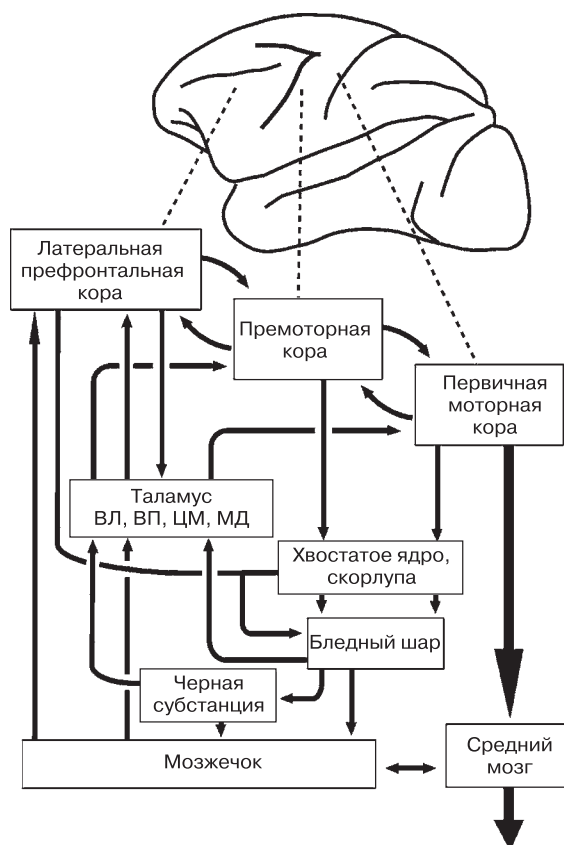 Латеральная
префронтальная
кора
Премоторная
кора
Первичная
моторная
кора
Таламус
ВЛ, ВП, ЦМ, МД
Хвостатое ядро,
скорлупа
Бледный шар
Черная
субстанция
Мозжечок
Средний
мозг